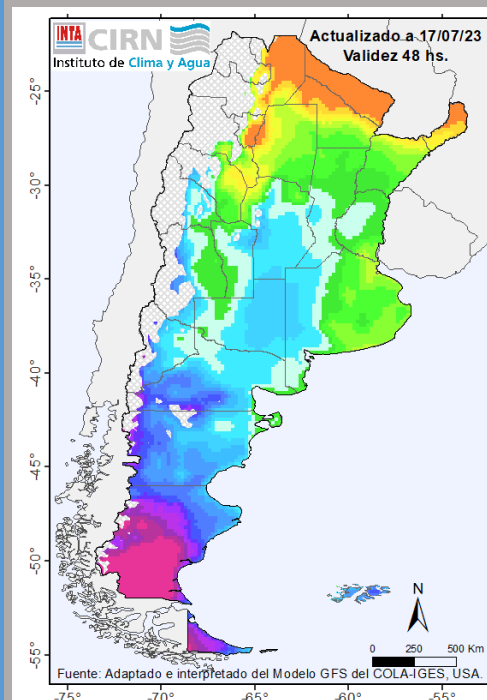 INTA CIRN
Instituto de Clima y Agua
Actualizado a 17/07/23
Validez 48 hs.
-25°
-30°
-35°
-40°
-45°
-50°
-55°
N
0 250 500 Km
Fuente: Adaptado e interpretado del Modelo GFS del COLA-IGES, USA.
-75° -70° -65° -60° -55°